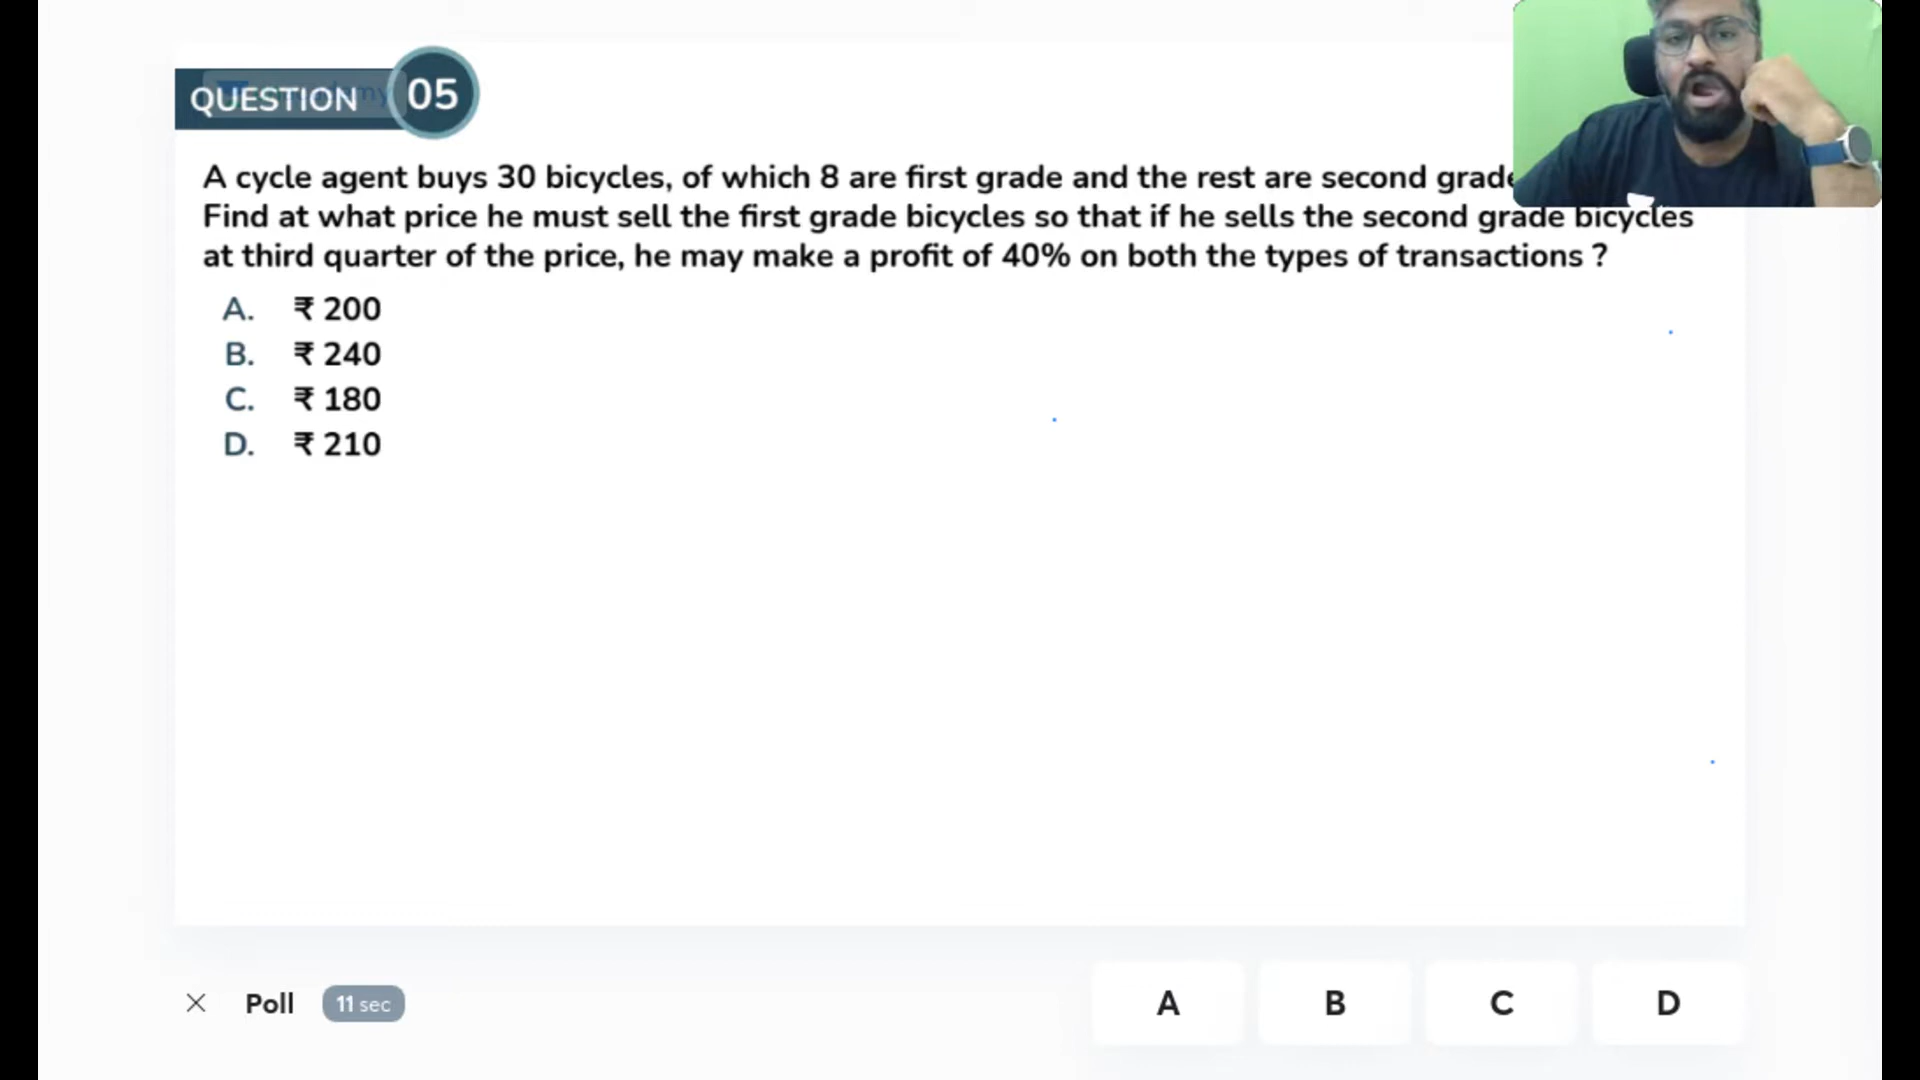 QUESTION 05
A cycle agent buys 30 bicycles, of which 8 are first grade and the rest are second grade
Find at what price he must sell the first grade bicycles so that if he sells the second grade bicycles
at third quarter of the price, he may make a profit of 40% on both the types of transactions ?
A. ₹ 200
B. ₹ 240
C. ₹ 180
D. ₹ 210
× Poll 11 sec A B C D